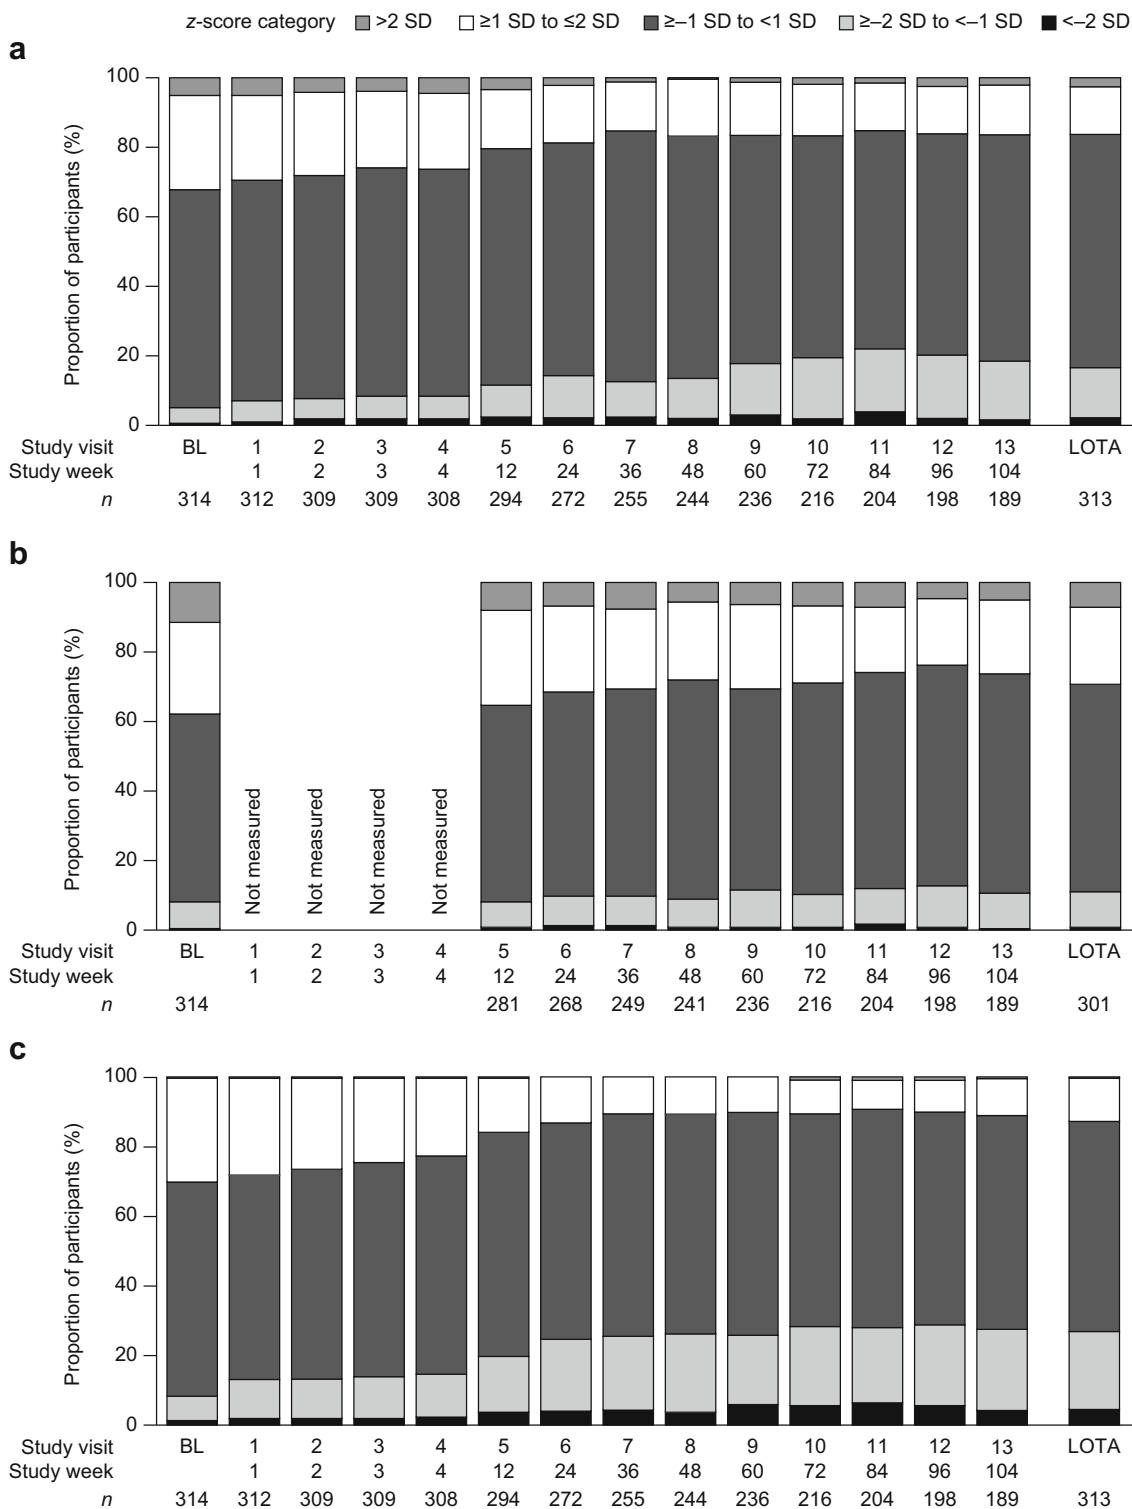 z-score category >2 SD ≥1 SD to ≤2 SD ≥–1 SD to <1 SD ≥–2 SD to <–1 SD <–2 SD
a
Proportion of participants (%)
100
80
60
40
20
0
Study visit BL 1 2 3 4 5 6 7 8 9 10 11 12 13 LOTA
Study week 1 2 3 4 12 24 36 48 60 72 84 96 104
n 314 312 309 309 308 294 272 255 244 236 216 204 198 189 313
b
Proportion of participants (%)
100
80
60
40
20
0
Not measured
Not measured
Not measured
Not measured
Study visit BL 1 2 3 4 5 6 7 8 9 10 11 12 13 LOTA
Study week 1 2 3 4 12 24 36 48 60 72 84 96 104
n 314 281 268 249 241 236 216 204 198 189 301
c
Proportion of participants (%)
100
80
60
40
20
0
Study visit BL 1 2 3 4 5 6 7 8 9 10 11 12 13 LOTA
Study week 1 2 3 4 12 24 36 48 60 72 84 96 104
n 314 312 309 309 308 294 272 255 244 236 216 204 198 189 313